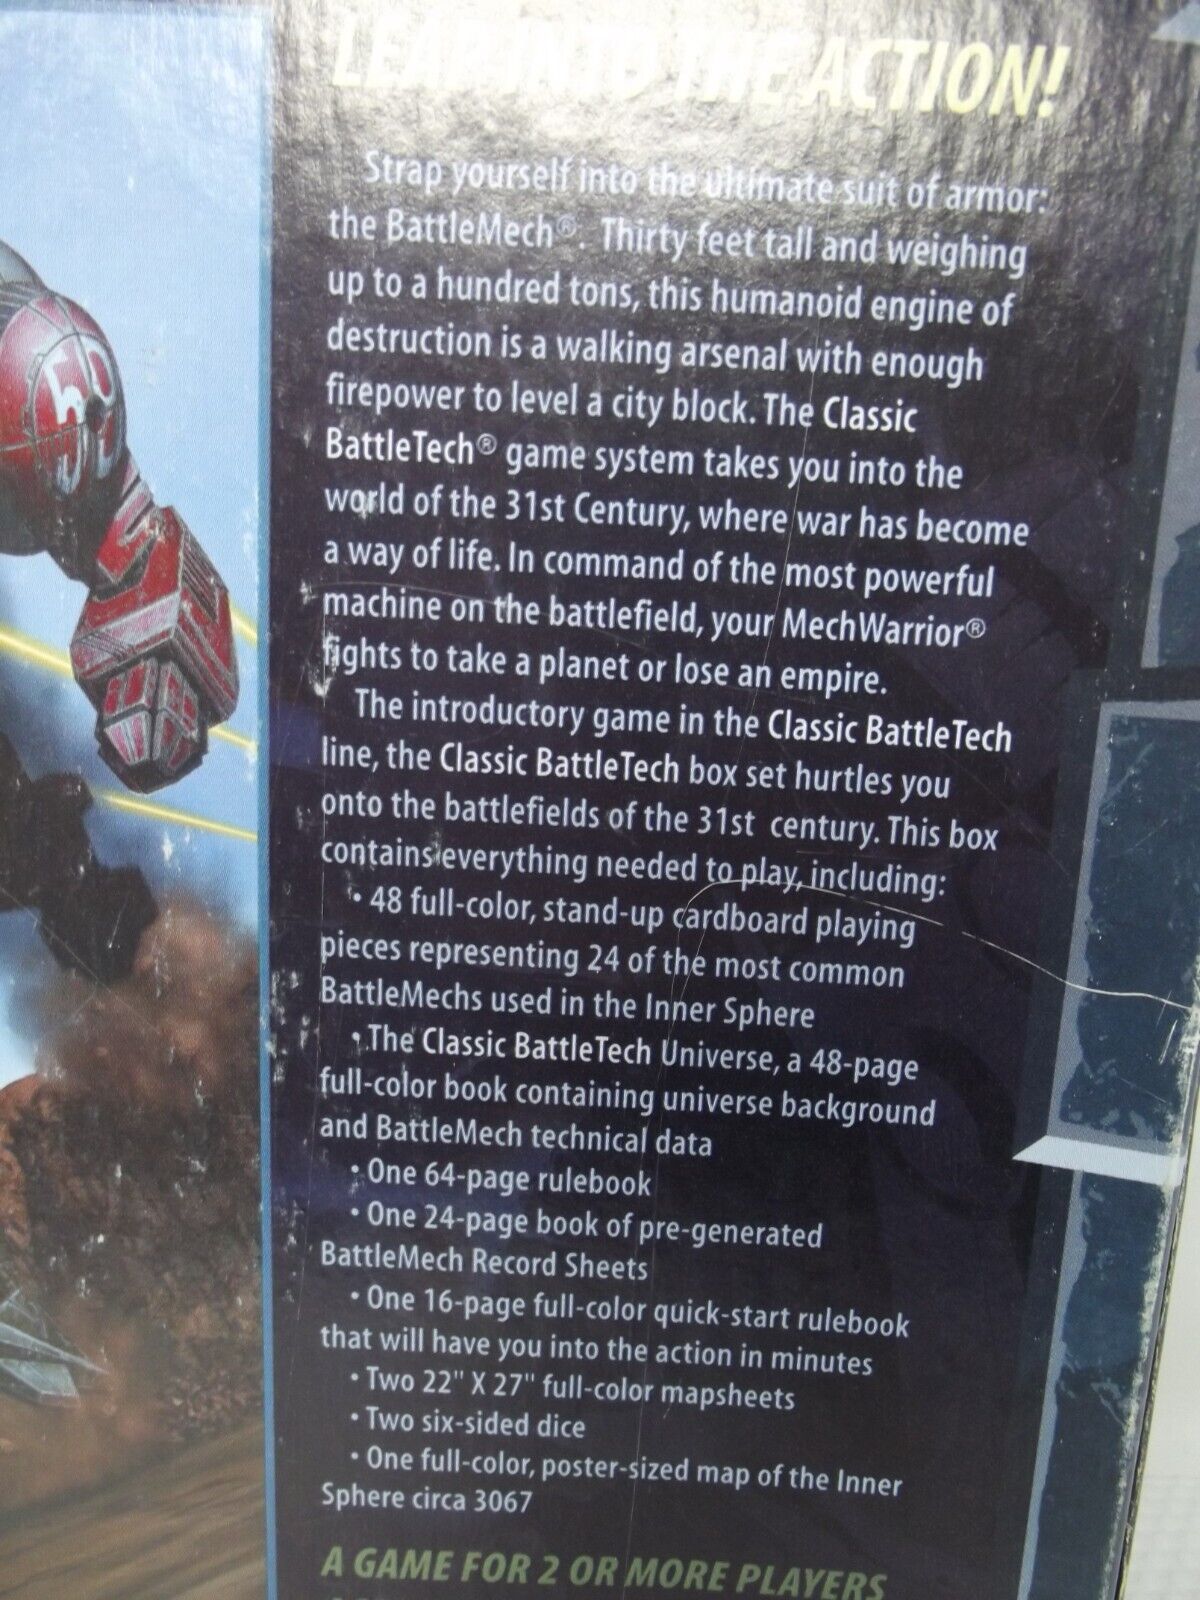 LEAP INTO THE ACTION!
Strap yourself into the ultimate suit of armor:
the BattleMech®. Thirty feet tall and weighing
up to a hundred tons, this humanoid engine of
destruction is a walking arsenal with enough
firepower to level a city block. The Classic
BattleTech® game system takes you into the
world of the 31st Century, where war has become
a way of life. In command of the most powerful
machine on the battlefield, your MechWarrior®
fights to take a planet or lose an empire.
The introductory game in the Classic BattleTech
line, the Classic BattleTech box set hurtles you
onto the battlefields of the 31st century. This box
contains everything needed to play, including:
• 48 full-color, stand-up cardboard playing
pieces representing 24 of the most common
BattleMechs used in the Inner Sphere
• The Classic BattleTech Universe, a 48-page
full-color book containing universe background
and BattleMech technical data
• One 64-page rulebook
• One 24-page book of pre-generated
BattleMech Record Sheets
• One 16-page full-color quick-start rulebook
that will have you into the action in minutes
• Two 22" X 27" full-color mapsheets
• Two six-sided dice
• One full-color, poster-sized map of the Inner
Sphere circa 3067
A GAME FOR 2 OR MORE PLAYERS